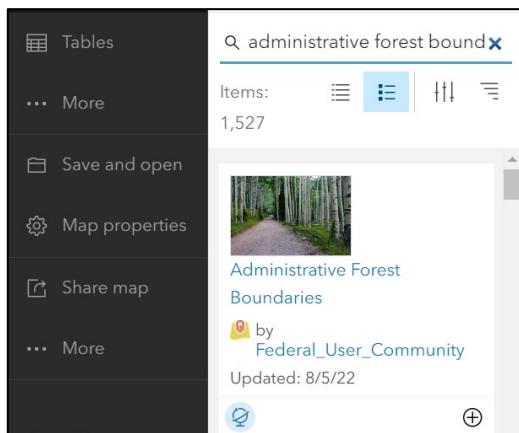 Tables
More
Save and open
Map properties
Share map
More
administrative forest bound
Items:
1,527
Administrative Forest
Boundaries
by
Federal_User_Community
Updated: 8/5/22